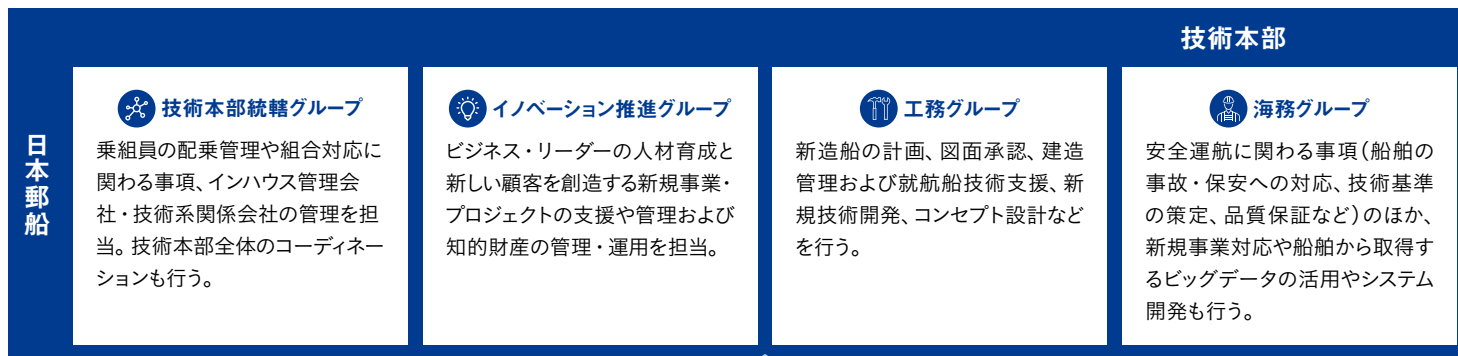 技術本部
日本郵船
技術本部統轄グループ
乗組員の配乗管理や組合対応に
関わる事項、インハウス管理会
社・技術系関係会社の管理を担
当。技術本部全体のコーディネー
ションも行う。
イノベーション推進グループ
ビジネス・リーダーの人材育成と
新しい顧客を創造する新規事業・
プロジェクトの支援や管理および
知的財産の管理・運用を担当。
工務グループ
新造船の計画、図面承認、建造
管理および就航船技術支援、新
規技術開発、コンセプト設計など
を行う。
海務グループ
安全運航に関わる事項（船舶の
事故・保安への対応、技術基準
の策定、品質保証など）のほか、
新規事業対応や船舶から取得す
るビッグデータの活用やシステム
開発も行う。